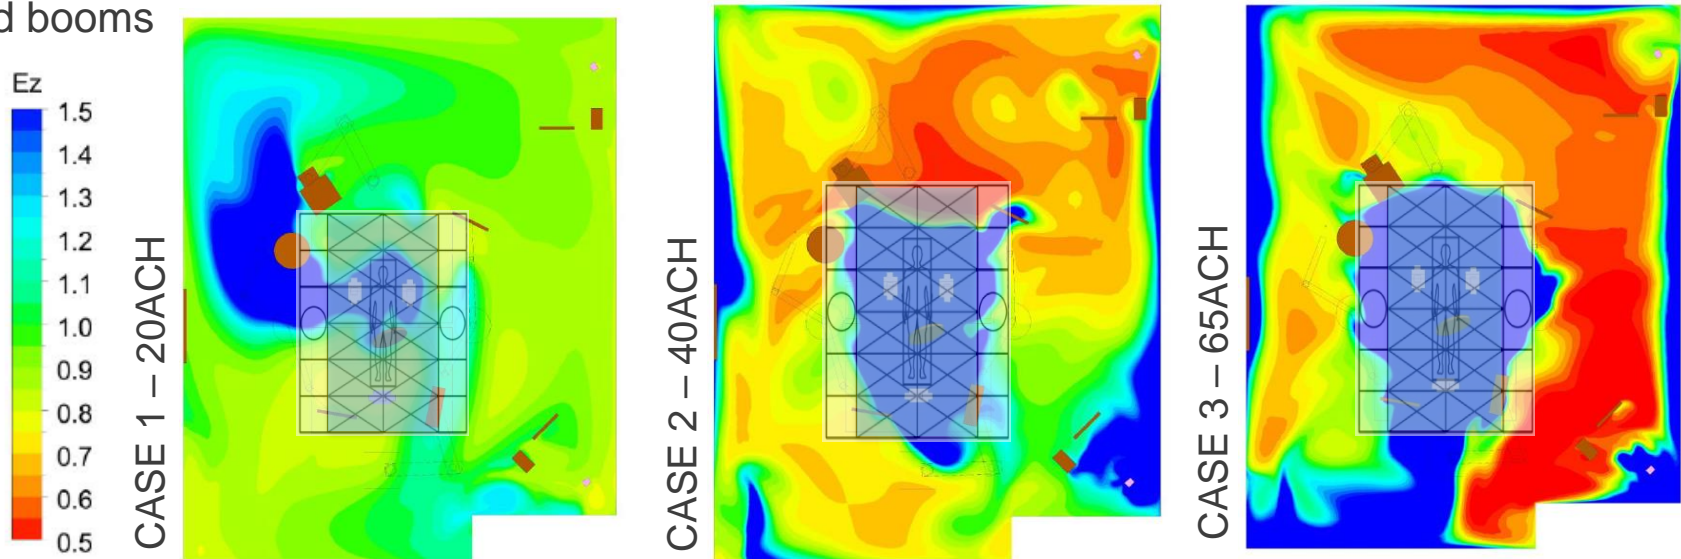 d booms
Ez
1.5
1.4
1.3
1.2
1.1
1.0
0.9
0.8
0.7
0.6
0.5
CASE 1 – 20ACH
CASE 2 – 40ACH
CASE 3 – 65ACH